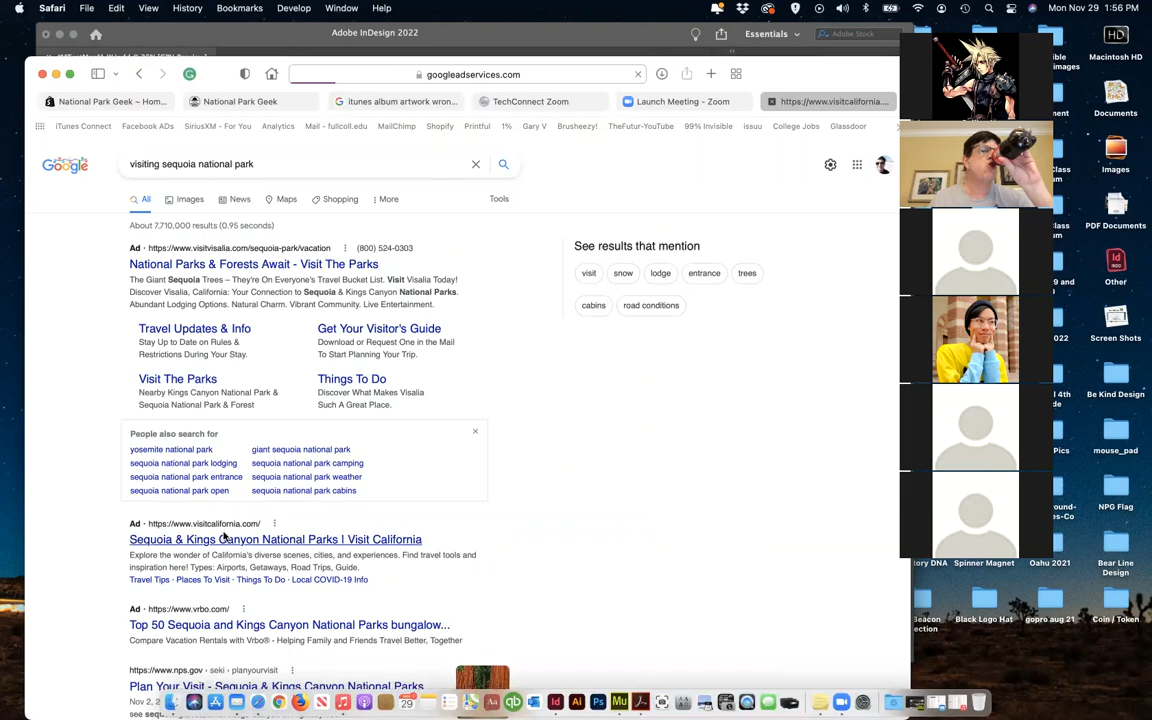 Safari File Edit View History Bookmarks Develop Window Help Mon Nov 29 1:56 PM
Adobe InDesign 2022 Essentials Adobe Stock
googleadservices.com
National Park Geek ~ Hom... National Park Geek itunes album artwork wron... TechConnect Zoom Launch Meeting - Zoom https://www.visitcalifornia....
iTunes Connect Facebook ADs SiriusXM - For You Analytics Mail - fullcoll.edu MailChimp Shopify Printful 1% Gary V Brusheezy! TheFutur-YouTube 99% Invisible issuu College Jobs Glassdoor
Google visiting sequoia national park
All Images News Maps Shopping More Tools
About 7,710,000 results (0.95 seconds)
Ad · https://www.visitvisalia.com/sequoia-park/vacation (800) 524-0303
National Parks & Forests Await - Visit The Parks
The Giant Sequoia Trees – They're On Everyone's Travel Bucket List. Visit Visalia Today!
Discover Visalia, California: Your Connection to Sequoia & Kings Canyon National Parks.
Abundant Lodging Options. Natural Charm. Vibrant Community. Live Entertainment.
Travel Updates & Info
Stay Up to Date on Rules &
Restrictions During Your Stay.
Get Your Visitor's Guide
Download or Request One in the Mail
To Start Planning Your Trip.
Visit The Parks
Nearby Kings Canyon National Park &
Sequoia National Park & Forest
Things To Do
Discover What Makes Visalia
Such A Great Place.
People also search for
yosemite national park giant sequoia national park
sequoia national park lodging sequoia national park camping
sequoia national park entrance sequoia national park weather
sequoia national park open sequoia national park cabins
Ad · https://www.visitcalifornia.com/
Sequoia & Kings Canyon National Parks | Visit California
Explore the wonder of California's diverse scenes, cities, and experiences. Find travel tools and
inspiration here! Types: Airports, Getaways, Road Trips, Guide.
Travel Tips · Places To Visit · Things To Do · Local COVID-19 Info
Ad · https://www.vrbo.com/
Top 50 Sequoia and Kings Canyon National Parks bungalow...
Compare Vacation Rentals with Vrbo® - Helping Family and Friends Travel Better, Together
https://www.nps.gov › seki › planyourvisit
Plan Your Visit - Sequoia & Kings Canyon National Parks
Nov 2, 2
see seq
See results that mention
visit snow lodge entrance trees
cabins road conditions
HD
Macintosh HD
Documents
Images
PDF Documents
Other
Screen Shots
Be Kind Design
mouse_pad
NPG Flag
Bear Line
Design
Coin / Token
Spinner Magnet
Oahu 2021
Black Logo Hat
gopro aug 21